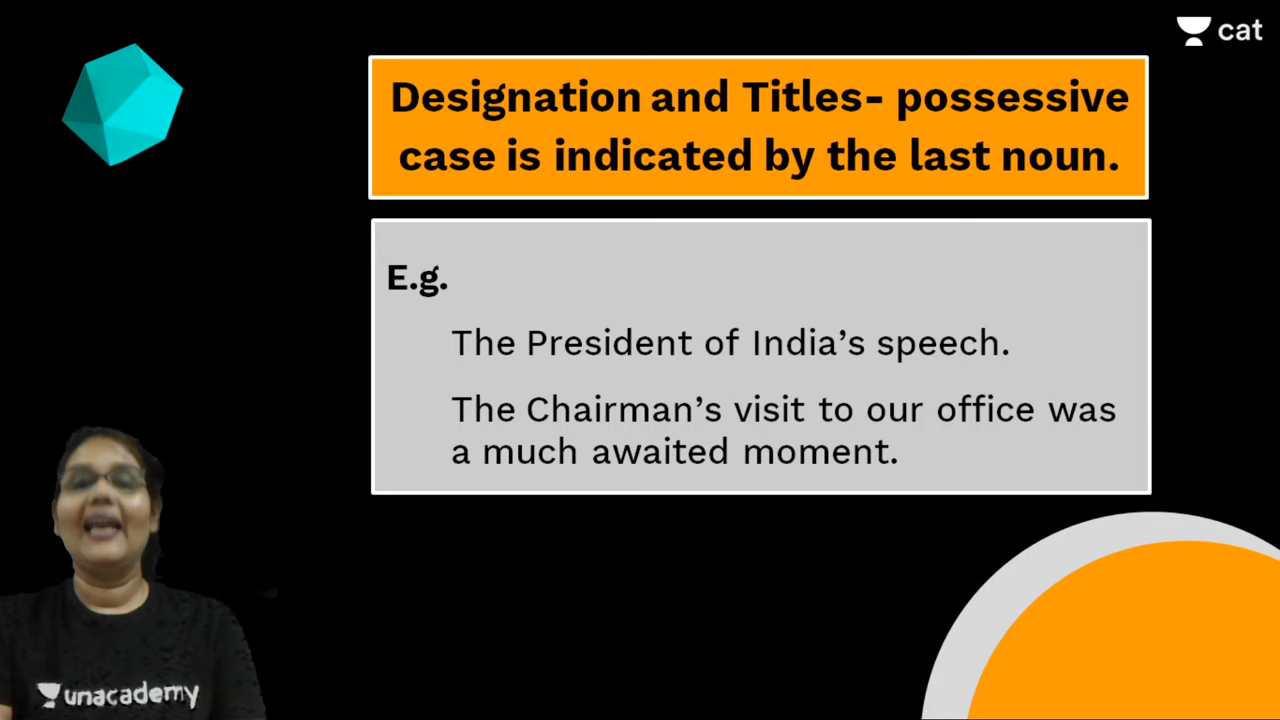 cat
Designation and Titles- possessive
case is indicated by the last noun.
E.g.
The President of India’s speech.
The Chairman’s visit to our office was
a much awaited moment.
unacademy